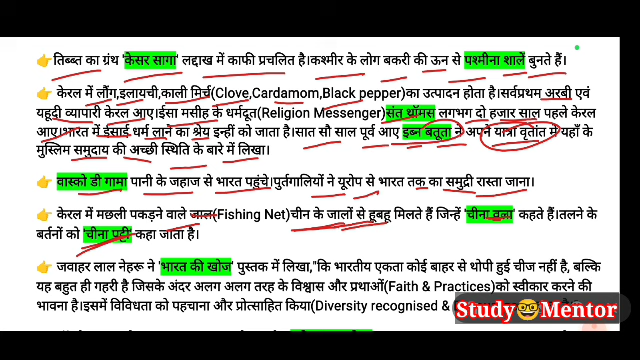 👉तिब्ब्त का ग्रंथ 'केसर सागा' लद्दाख में काफी प्रचलित है।कश्मीर के लोग बकरी की ऊन से पश्मीना शालें बुनते हैं।
👉केरल में लौंग,इलायची,काली मिर्च(Clove,Cardamom,Black pepper)का उत्पादन होता है।सर्वप्रथम अरबी एवं
यहूदी व्यापारी केरल आए।ईसा मसीह के धर्मदूत(Religion Messenger)संत थॉमस लगभग दो हजार साल पहले केरल
आए।भारत में ईसाई धर्म लाने का श्रेय इन्हीं को जाता है।सात सौ साल पूर्व आए इब्न बतूता ने अपने यात्रा वृतांत में यहाँ के
मुस्लिम समुदाय की अच्छी स्थिति के बारे में लिखा।
👉वास्को डी गामा पानी के जहाज से भारत पहुंचे।पुर्तगालियों ने यूरोप से भारत तक का समुद्री रास्ता जाना।
👉केरल में मछली पकड़ने वाले जाल(Fishing Net)चीन के जालों से हूबहू मिलते हैं जिन्हें 'चीना वल्य' कहते हैं।तलने के
बर्तनों को 'चीना चट्टी' कहा जाता है।
👉जवाहर लाल नेहरू ने 'भारत की खोज' पुस्तक में लिखा,"कि भारतीय एकता कोई बाहर से थोपी हुई चीज नहीं है, बल्कि
यह बहुत ही गहरी है जिसके अंदर अलग अलग तरह के विश्वास और प्रथाओं(Faith & Practices)को स्वीकार करने की
भावना है।इसमें विविधता को पहचाना और प्रोत्साहित किया(Diversity recognised &
Study🤓Mentor